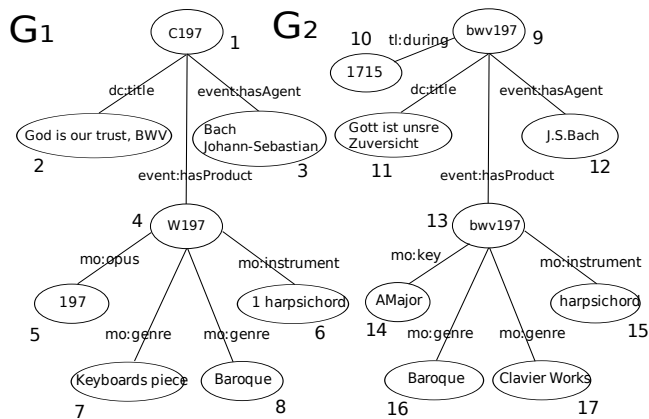 G1
C197
1
dc:title
event:hasAgent
God is our trust, BWV
2
Bach
Johann-Sebastian
3
event:hasProduct
4
W197
mo:opus
mo:instrument
197
5
1 harpsichord
6
mo:genre
mo:genre
Keyboards piece
7
Baroque
8
G2
10
tl:during
bwv197
9
1715
dc:title
event:hasAgent
Gott ist unsre
Zuversicht
11
J.S.Bach
12
event:hasProduct
13
bwv197
mo:key
mo:instrument
AMajor
14
harpsichord
15
mo:genre
mo:genre
Baroque
16
Clavier Works
17